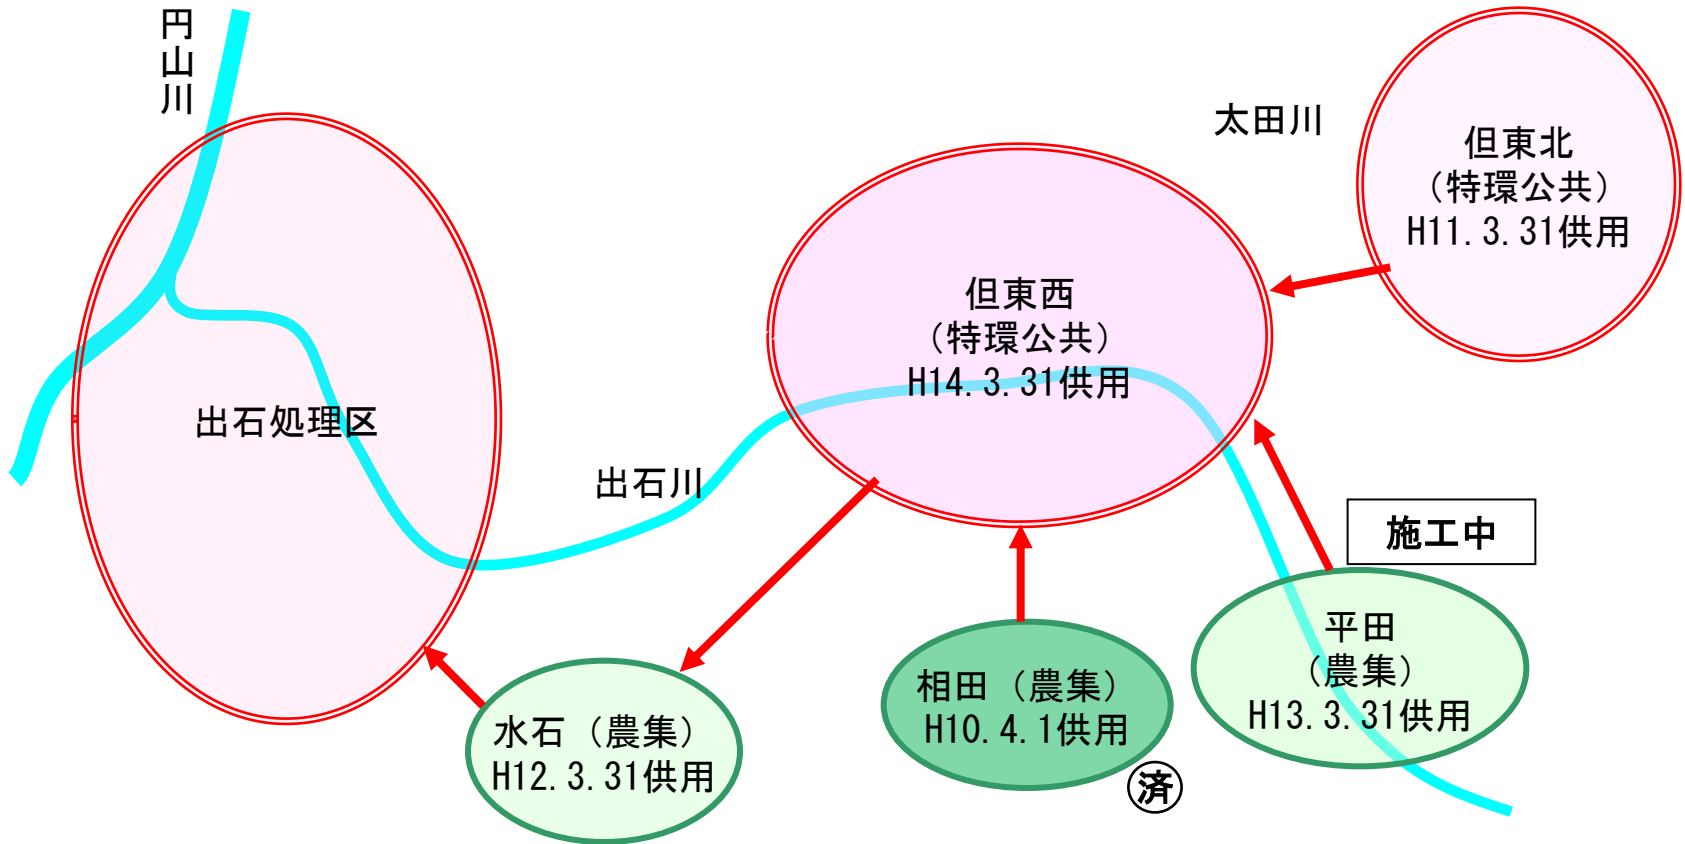 円山川
太田川
但東北
（特環公共）
H11.3.31供用
但東西
（特環公共）
H14.3.31供用
出石処理区
出石川
施工中
平田
（農集）
H13.3.31供用
相田（農集）
H10.4.1供用
済
水石（農集）
H12.3.31供用